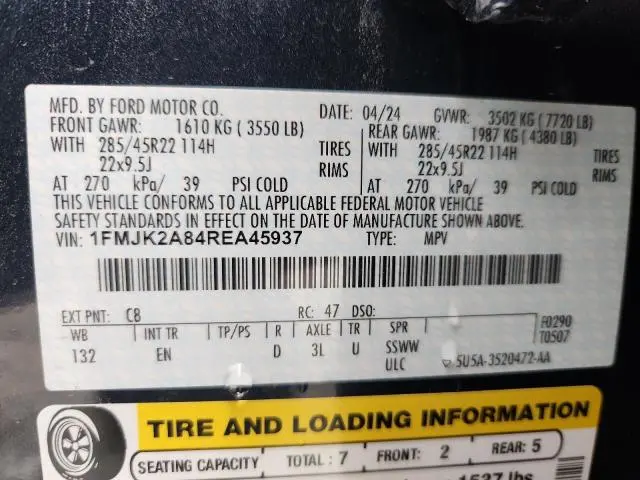 MFD. BY FORD MOTOR CO. DATE: 04/24 GVWR: 3502 KG ( 7720 LB)
FRONT GAWR: 1610 KG ( 3550 LB) REAR GAWR: 1987 KG ( 4380 LB)
WITH 285/45R22 114H TIRES WITH 285/45R22 114H TIRES
22x9.5J RIMS 22x9.5J RIMS
AT 270 kPa/ 39 PSI COLD AT 270 kPa/ 39 PSI COLD
THIS VEHICLE CONFORMS TO ALL APPLICABLE FEDERAL MOTOR VEHICLE
SAFETY STANDARDS IN EFFECT ON THE DATE OF MANUFACTURE SHOWN ABOVE.
VIN: 1FMJK2A84REA45937 TYPE: MPV
EXT PNT: CB RC: 47 DSO: F0290
WB INT TR TP/PS R AXLE TR SPR T0507
132 EN D 3L U SSWW
ULC 5U5A-3520472-AA
TIRE AND LOADING INFORMATION
SEATING CAPACITY TOTAL: 7 FRONT: 2 REAR: 5